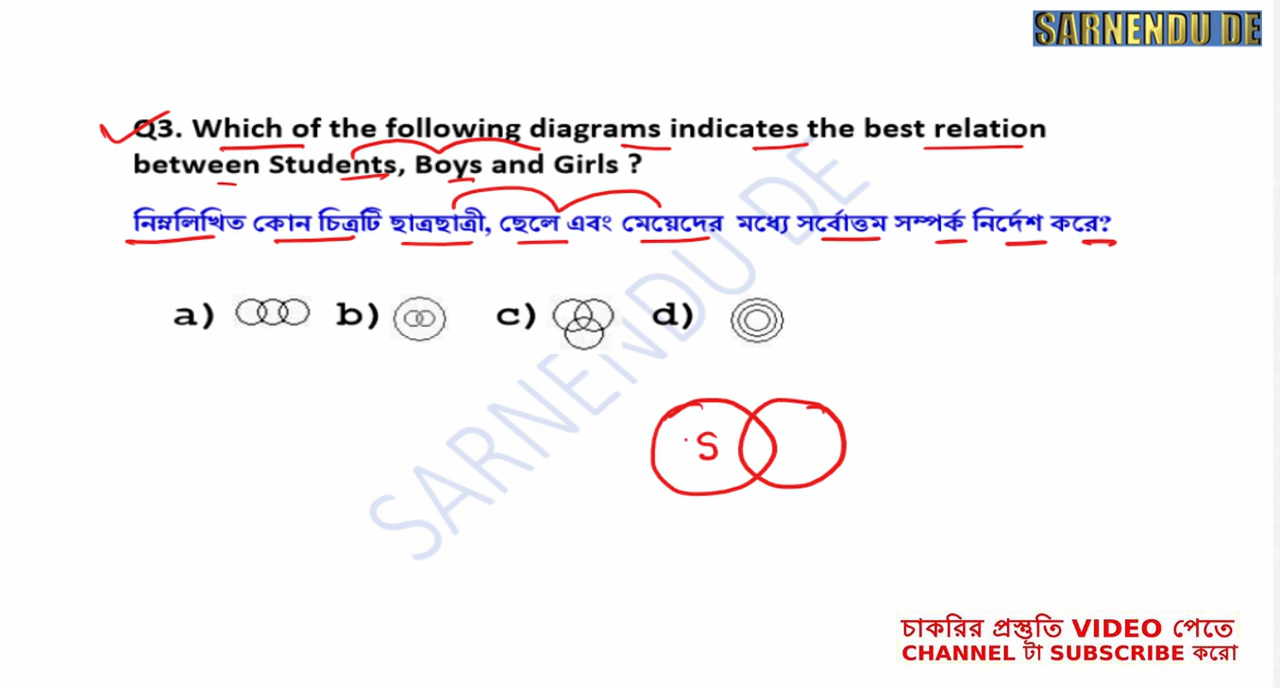 SARNENDU DE
Q3. Which of the following diagrams indicates the best relation
between Students, Boys and Girls ?
নিম্নলিখিত কোন চিত্রটি ছাত্রছাত্রী, ছেলে এবং মেয়েদের মধ্যে সর্বোত্তম সম্পর্ক নির্দেশ করে?
a) b) c) d)
S
SARNENDU DE
চাকরির প্রস্তুতি VIDEO পেতে
CHANNEL টা SUBSCRIBE করো